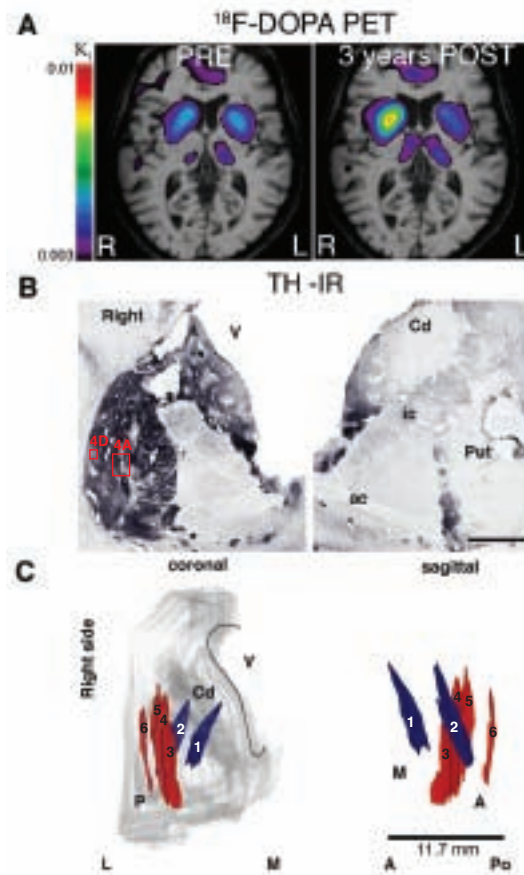 A
18F-DOPA PET
Ki
0.01
0.003
PRE
3 years POST
R
L
R
L
B
TH -IR
Right
V
Cd
4D
4A
ic
Put
ac
coronal
sagittal
C
Right side
V
Cd
5
4
6
2
1
3
P
L
M
4
5
1
2
6
3
M
A
11.7 mm
A
Po